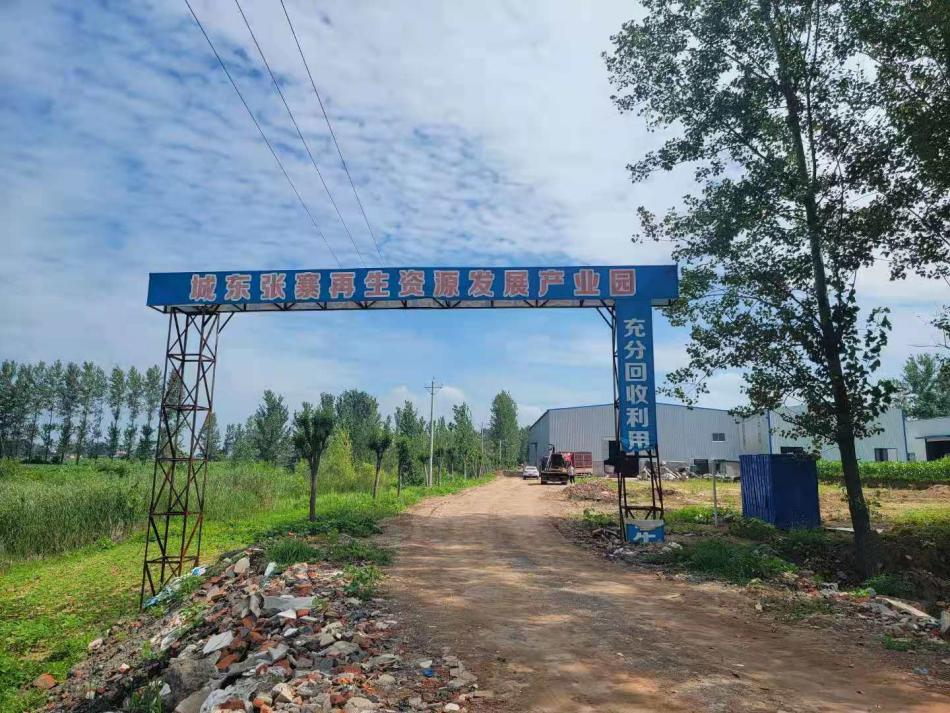 城东张寨再生资源发展产业园
充分回收利用
生